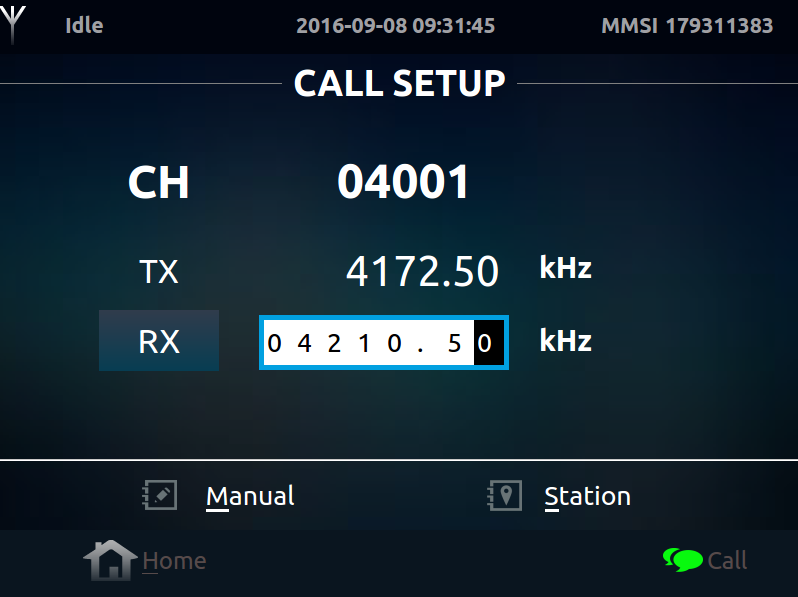 Idle 2016-09-08 09:31:45 MMSI 179311383
CALL SETUP
CH 04001
TX 4172.50 kHz
RX 04210.50 kHz
Manual Station
Home Call